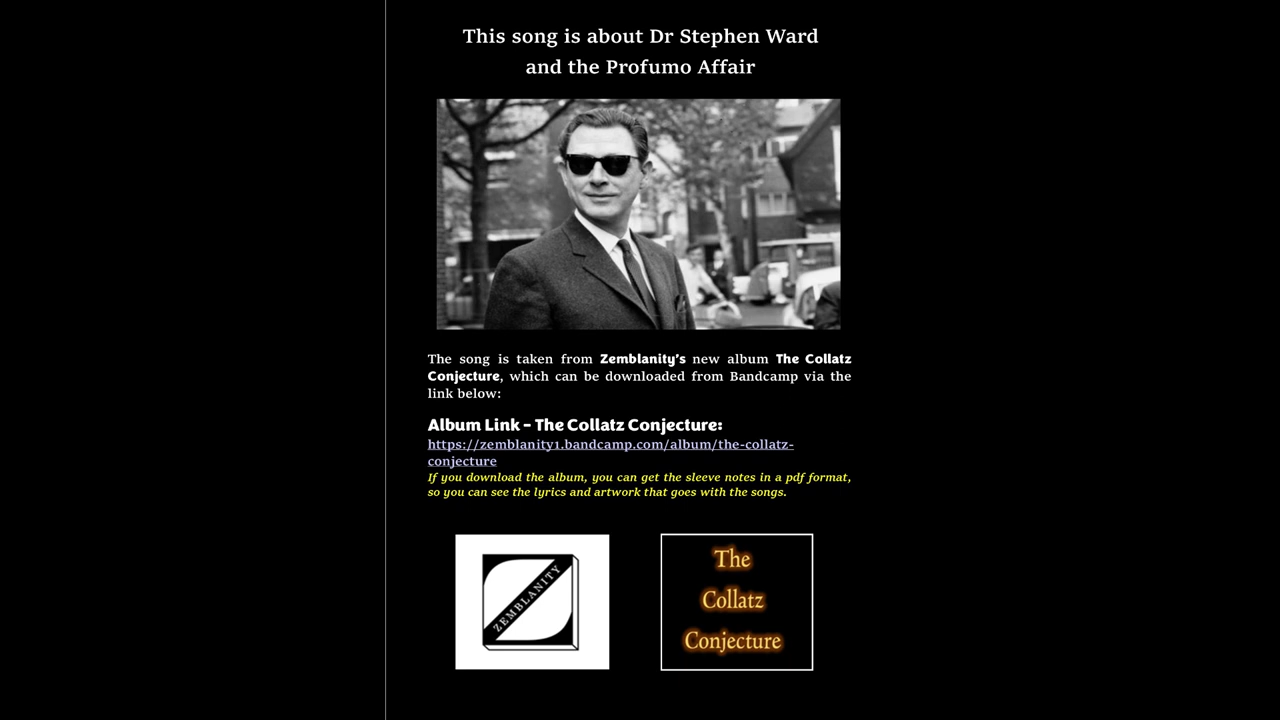 This song is about Dr Stephen Ward
and the Profumo Affair
The song is taken from Zemblanity's new album The Collatz
Conjecture, which can be downloaded from Bandcamp via the
link below:
Album Link - The Collatz Conjecture:
https://zemblanity1.bandcamp.com/album/the-collatz-
conjecture
If you download the album, you can get the sleeve notes in a pdf format,
so you can see the lyrics and artwork that goes with the songs.
ZEMBLANITY
The
Collatz
Conjecture